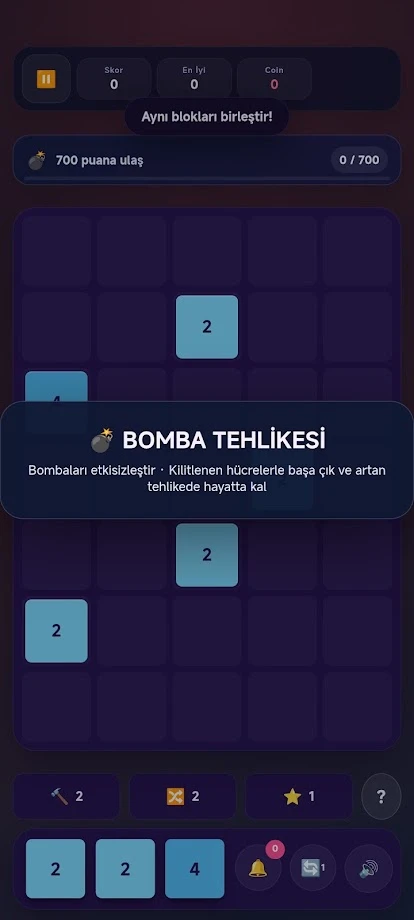 Skor
0
En İyi
0
Coin
0
Aynı blokları birleştir!
700 puana ulaş
0 / 700
2
4
BOMBA TEHLİKESİ
Bombaları etkisizleştir · Kilitlenen hücrelerle başa çık ve artan
tehlikede hayatta kal
2
2
2
2
1
?
2
2
4
0
1